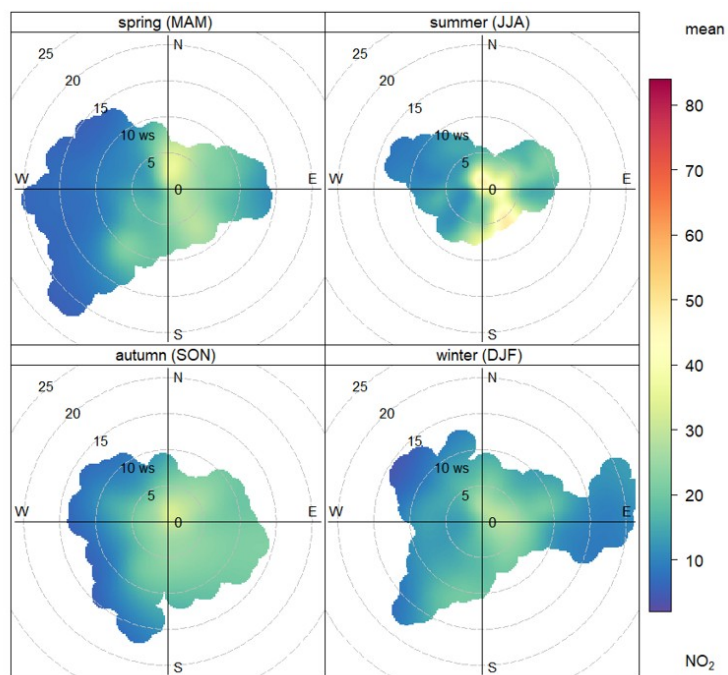 spring (MAM)
summer (JJA)
mean
25
20
15
10 ws
5
0
N
W
E
S
25
20
15
10 ws
5
0
N
W
E
S
autumn (SON)
winter (DJF)
25
20
15
10 ws
5
0
N
W
E
S
25
20
15
10 ws
5
0
N
W
E
S
80
70
60
50
40
30
20
10
NO₂